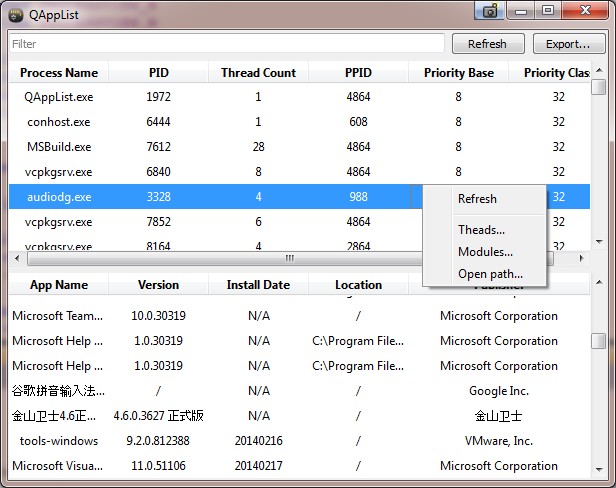 QAppList
Filter Refresh Export...
Process Name PID Thread Count PPID Priority Base Priority Clas
QAppList.exe 1972 1 4864 8 32
conhost.exe 6444 1 608 8 32
MSBuild.exe 7612 28 4864 8 32
vcpkgsrv.exe 6840 8 4864 8 32
audiodg.exe 3328 4 988 32
Refresh
vcpkgsrv.exe 7852 6 4864 32
Theads...
vcpkgsrv.exe 8164 4 2864 32
Modules...
Open path...
App Name Version Install Date Location Publisher
Microsoft Team... 10.0.30319 N/A / Microsoft Corporation
Microsoft Help ... 1.0.30319 N/A C:\Program File... Microsoft Corporation
Microsoft Help ... 1.0.30319 N/A C:\Program File... Microsoft Corporation
谷歌拼音输入法... / N/A / Google Inc.
金山卫士4.6正... 4.6.0.3627 正式版 N/A / 金山卫士
tools-windows 9.2.0.812388 20140216 / VMware, Inc.
Microsoft Visua... 11.0.51106 20140217 / Microsoft Corporation